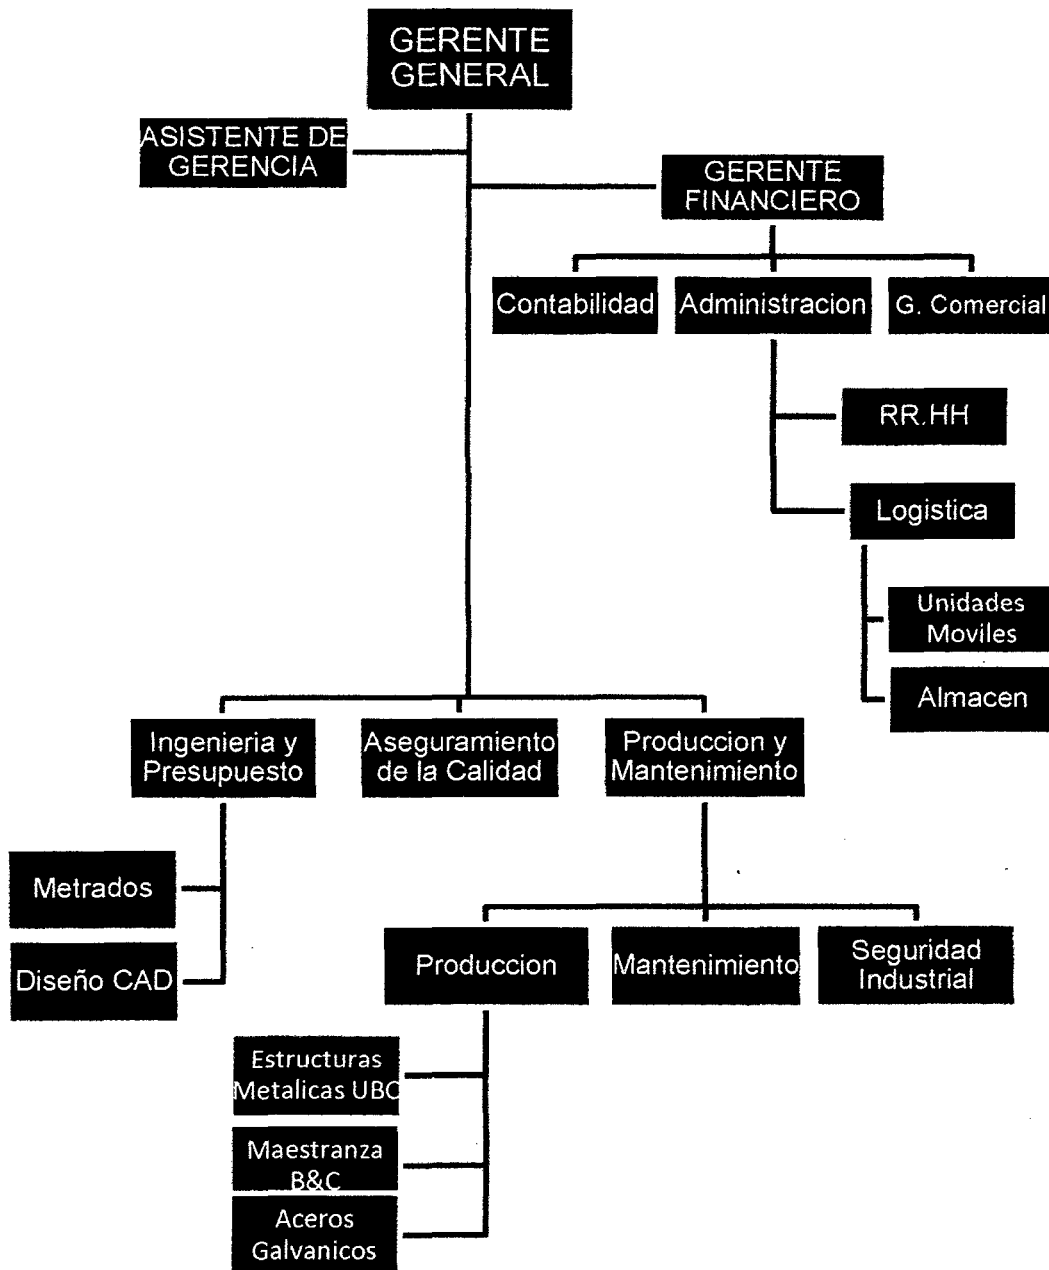 GERENTE
GENERAL
ASISTENTE DE
GERENCIA
GERENTE
FINANCIERO
Contabilidad
Administracion
G. Comercial
RR.HH
Logistica
Unidades
Moviles
Almacen
Ingenieria y
Presupuesto
Aseguramiento
de la Calidad
Produccion y
Mantenimiento
Metrados
Diseño CAD
Produccion
Mantenimiento
Seguridad
Industrial
Estructuras
Metalicas UBC
Maestranza
B&C
Aceros
Galvanicos